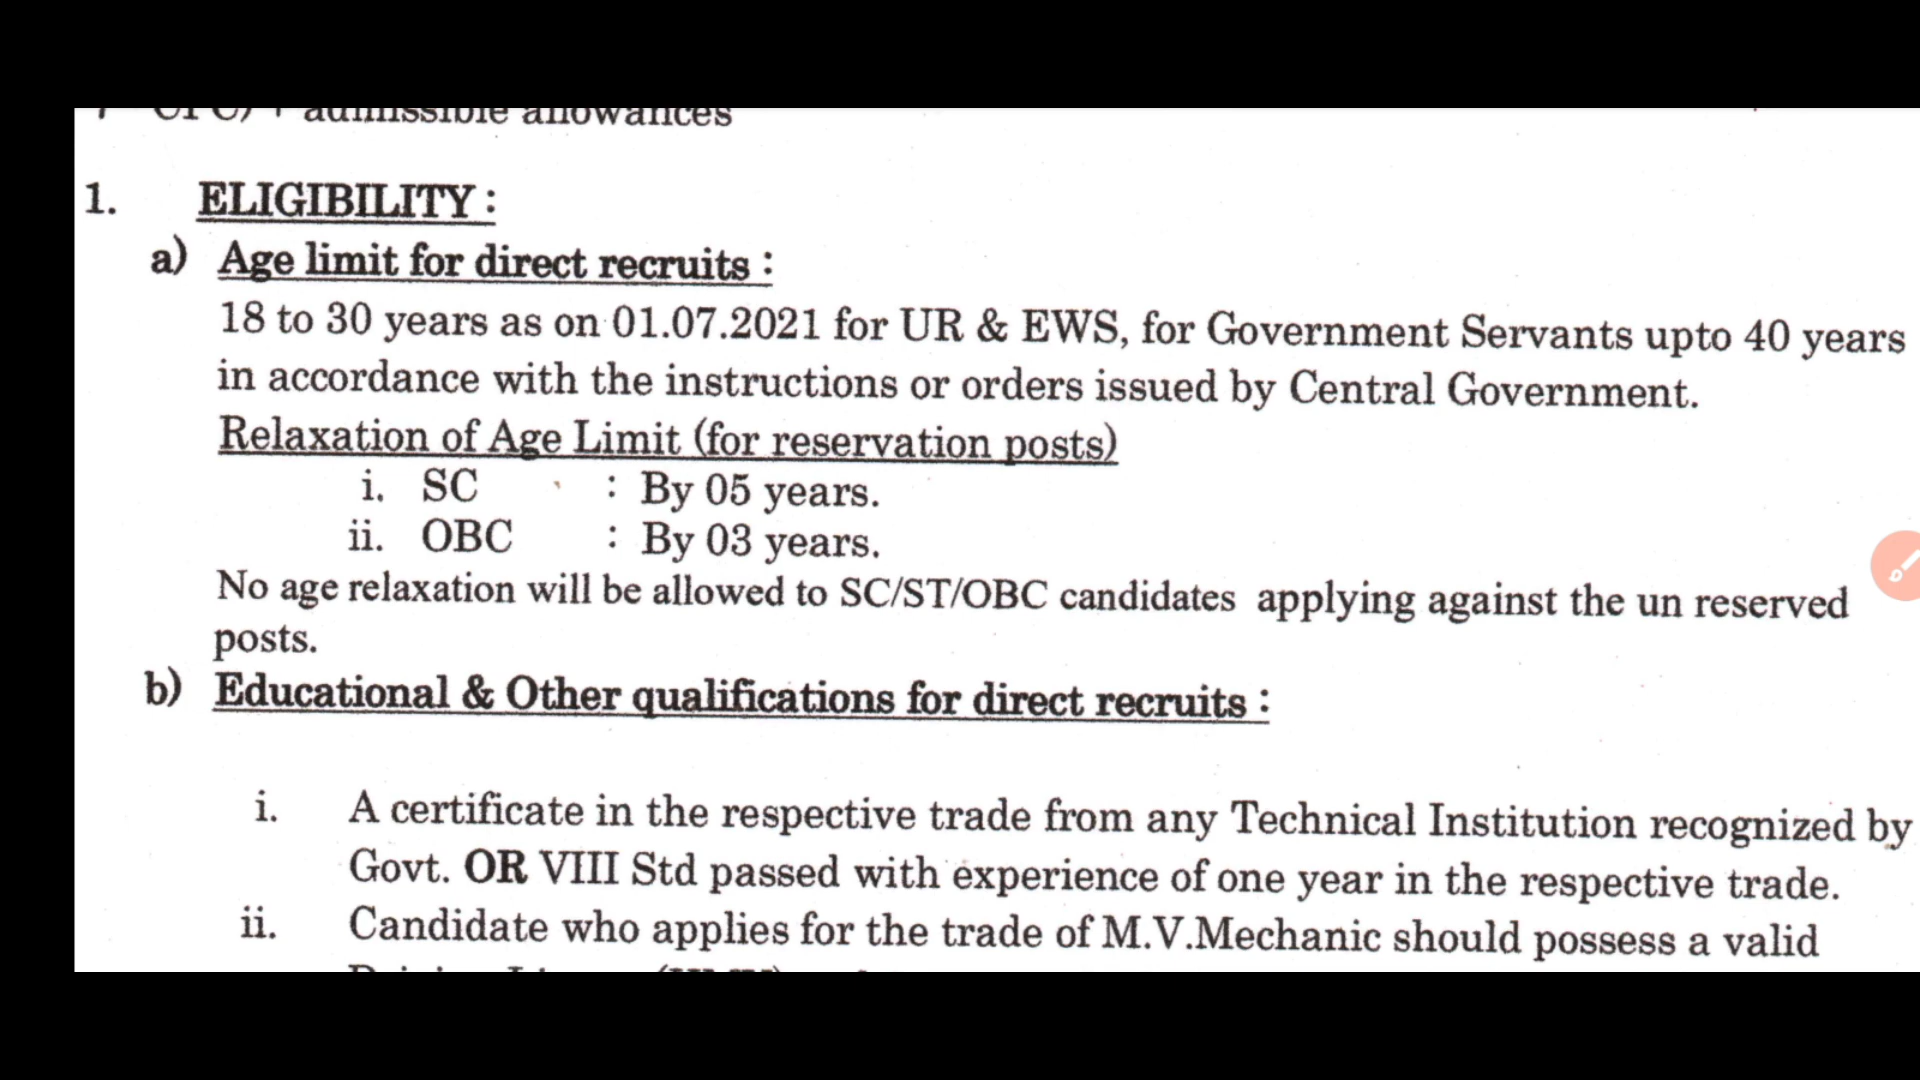 7 CPC) + admissible allowances
1. ELIGIBILITY :
a) Age limit for direct recruits :
18 to 30 years as on 01.07.2021 for UR & EWS, for Government Servants upto 40 years
in accordance with the instructions or orders issued by Central Government.
Relaxation of Age Limit (for reservation posts)
i. SC : By 05 years.
ii. OBC : By 03 years.
No age relaxation will be allowed to SC/ST/OBC candidates applying against the un reserved
posts.
b) Educational & Other qualifications for direct recruits :
i. A certificate in the respective trade from any Technical Institution recognized by
Govt. OR VIII Std passed with experience of one year in the respective trade.
ii. Candidate who applies for the trade of M.V.Mechanic should possess a valid